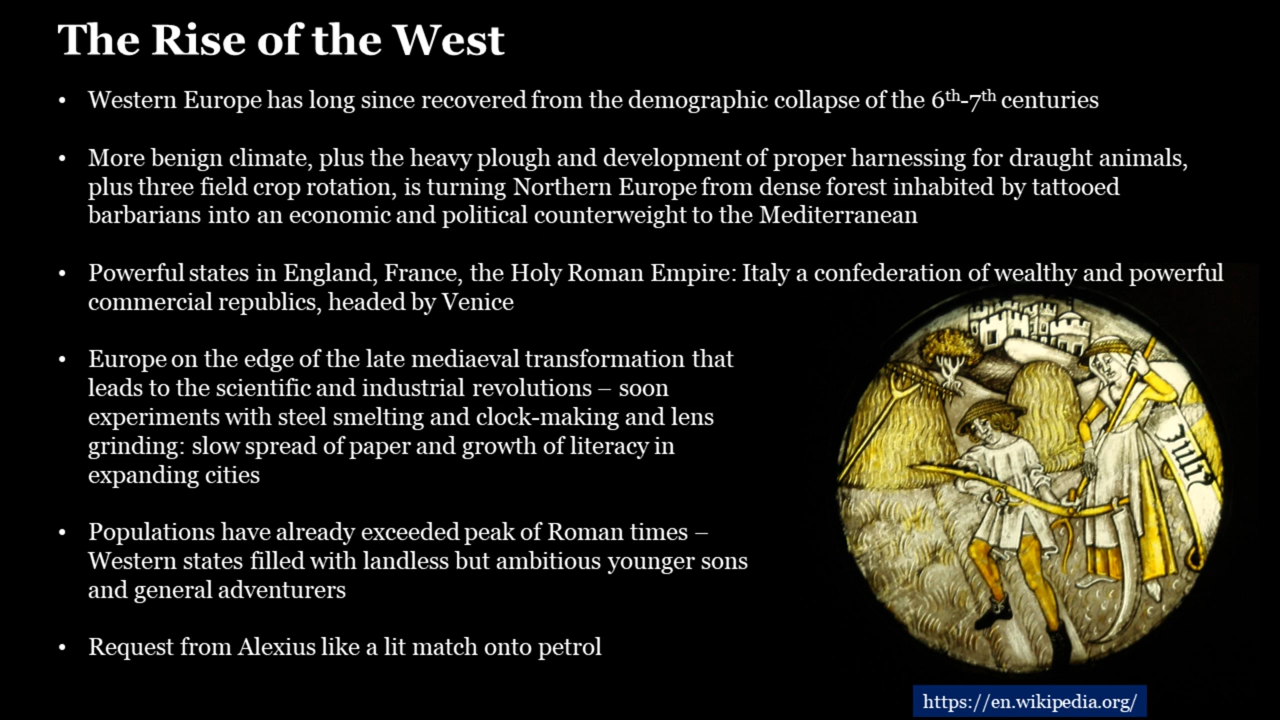 The Rise of the West
• Western Europe has long since recovered from the demographic collapse of the 6th-7th centuries
• More benign climate, plus the heavy plough and development of proper harnessing for draught animals,
plus three field crop rotation, is turning Northern Europe from dense forest inhabited by tattooed
barbarians into an economic and political counterweight to the Mediterranean
• Powerful states in England, France, the Holy Roman Empire: Italy a confederation of wealthy and powerful
commercial republics, headed by Venice
• Europe on the edge of the late mediaeval transformation that
leads to the scientific and industrial revolutions – soon
experiments with steel smelting and clock-making and lens
grinding: slow spread of paper and growth of literacy in
expanding cities
• Populations have already exceeded peak of Roman times –
Western states filled with landless but ambitious younger sons
and general adventurers
• Request from Alexius like a lit match onto petrol
https://en.wikipedia.org/